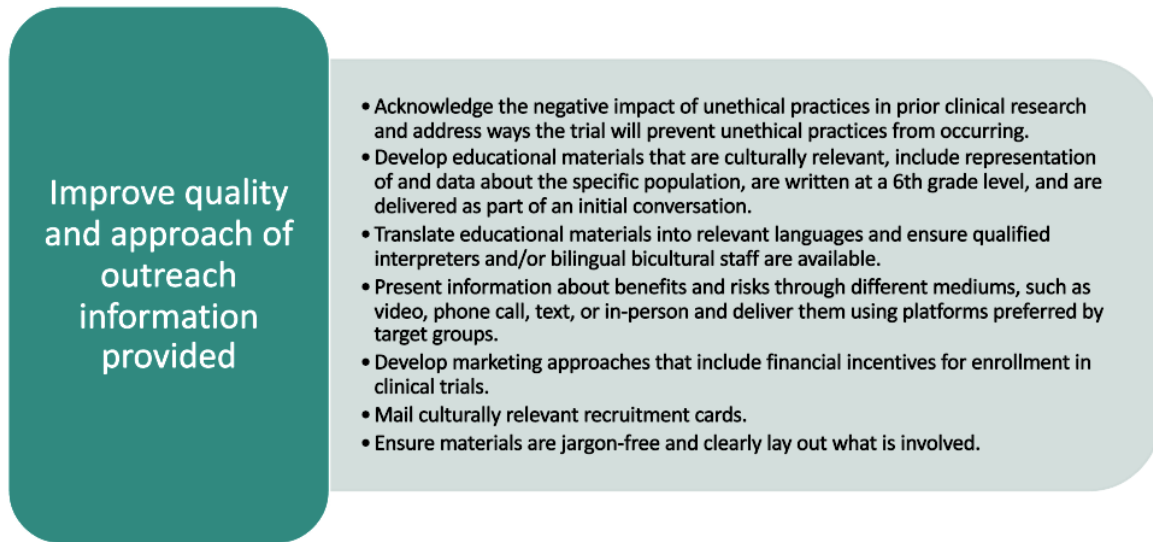 Improve quality
and approach of
outreach
information
provided
• Acknowledge the negative impact of unethical practices in prior clinical research
and address ways the trial will prevent unethical practices from occurring.
• Develop educational materials that are culturally relevant, include representation
of and data about the specific population, are written at a 6th grade level, and are
delivered as part of an initial conversation.
• Translate educational materials into relevant languages and ensure qualified
interpreters and/or bilingual bicultural staff are available.
• Present information about benefits and risks through different mediums, such as
video, phone call, text, or in-person and deliver them using platforms preferred by
target groups.
• Develop marketing approaches that include financial incentives for enrollment in
clinical trials.
• Mail culturally relevant recruitment cards.
• Ensure materials are jargon-free and clearly lay out what is involved.